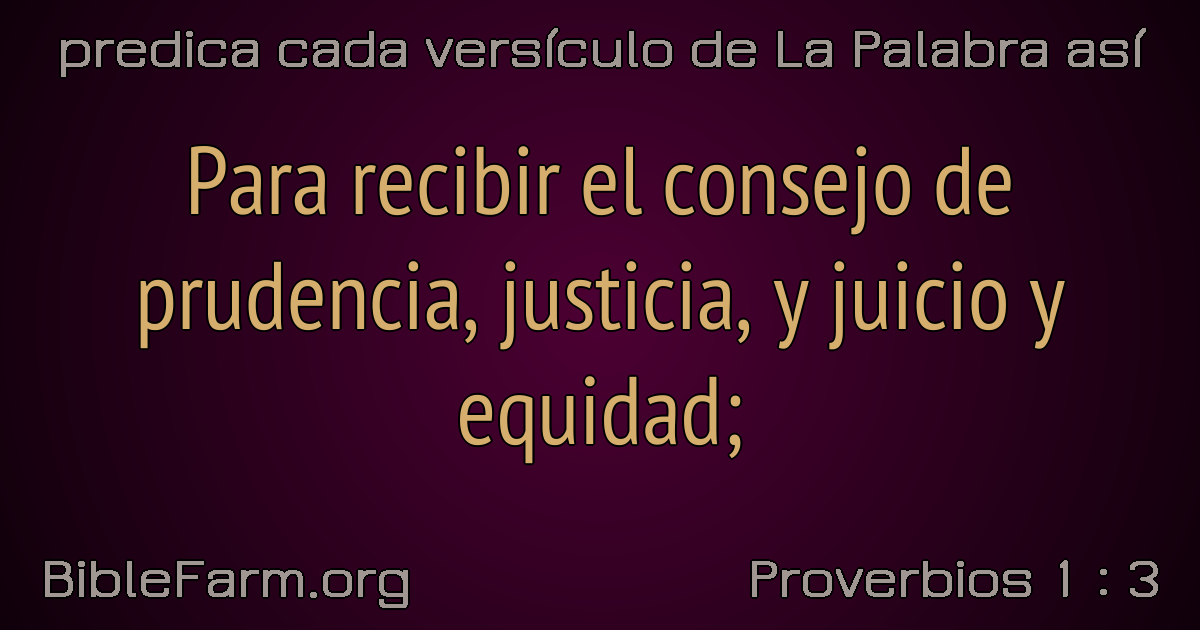 predica cada versículo de La Palabra así
Para recibir el consejo de
prudencia, justicia, y juicio y
equidad;
BibleFarm.org
Proverbios 1 : 3